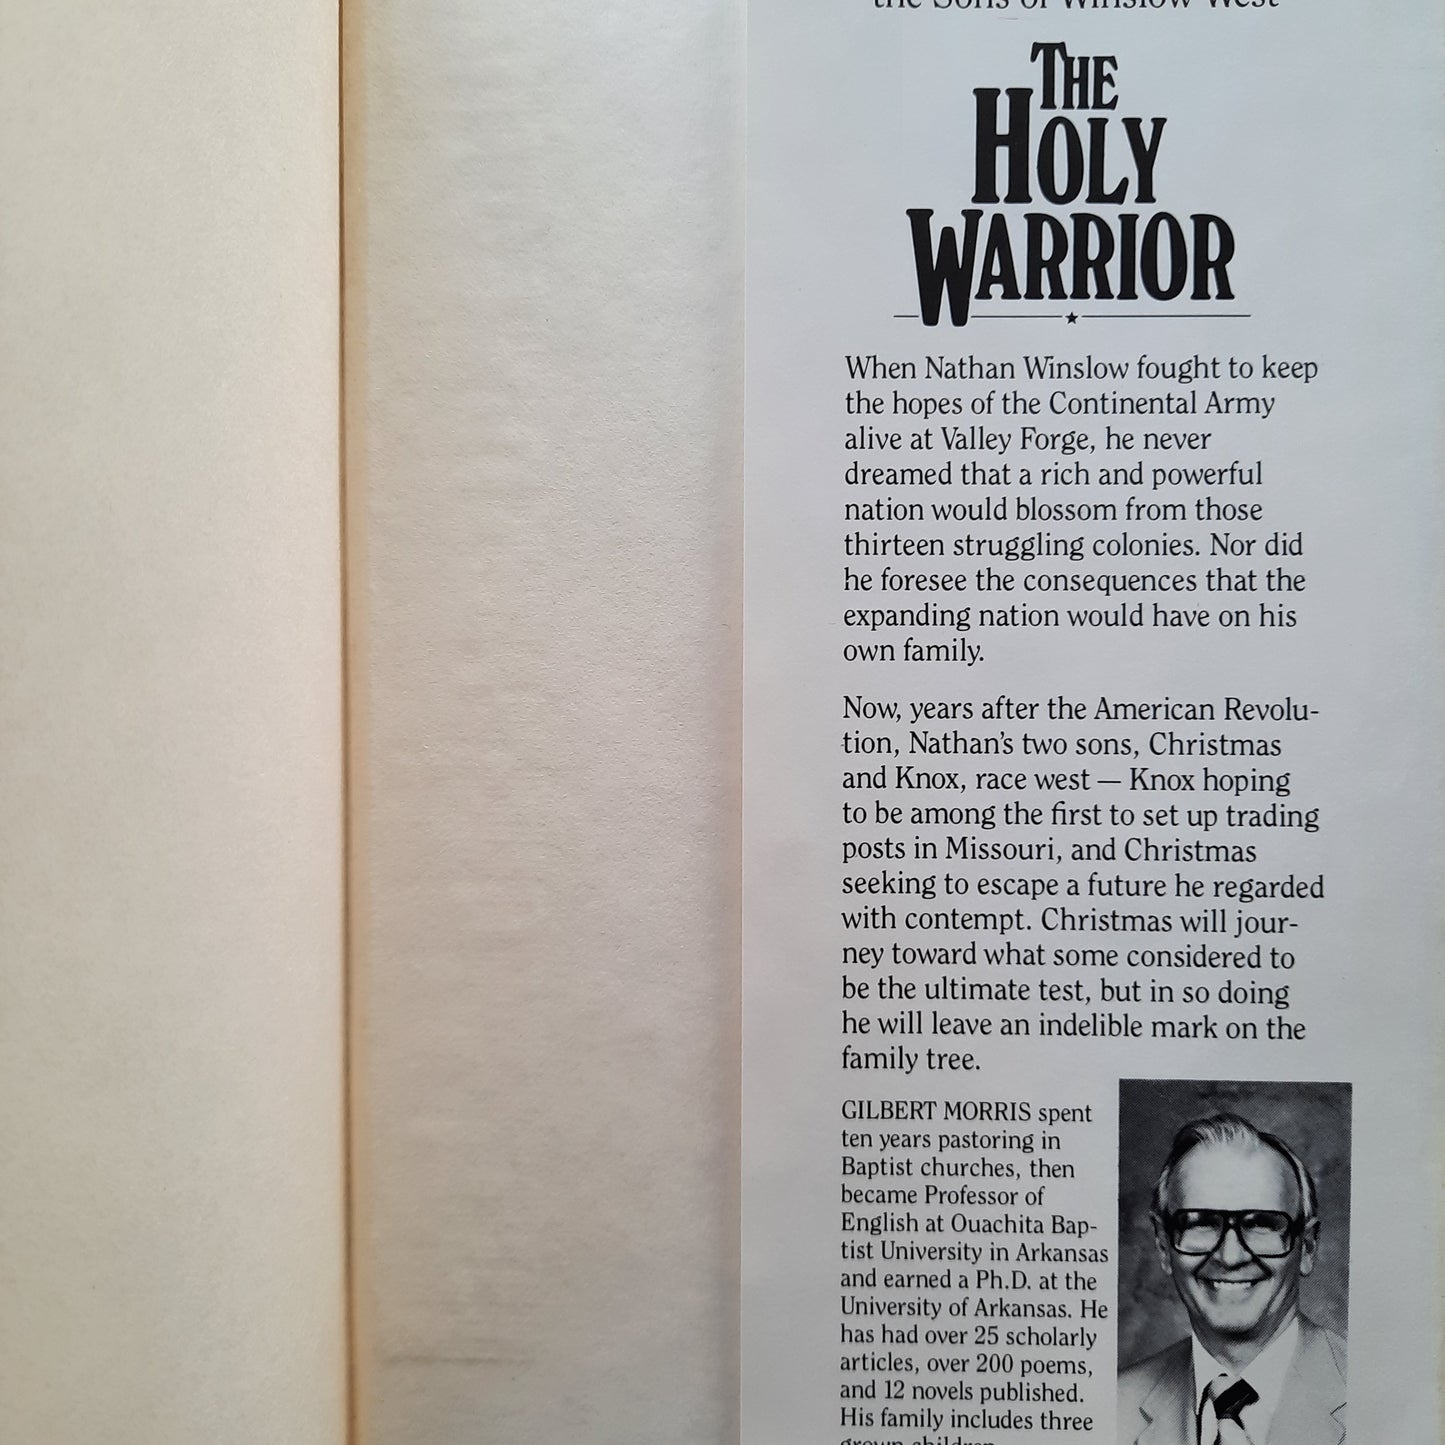 the Sons of Winslow West
THE
HOLY
WARRIOR
When Nathan Winslow fought to keep
the hopes of the Continental Army
alive at Valley Forge, he never
dreamed that a rich and powerful
nation would blossom from those
thirteen struggling colonies. Nor did
he foresee the consequences that the
expanding nation would have on his
own family.
Now, years after the American Revolu-
tion, Nathan's two sons, Christmas
and Knox, race west — Knox hoping
to be among the first to set up trading
posts in Missouri, and Christmas
seeking to escape a future he regarded
with contempt. Christmas will jour-
ney toward what some considered to
be the ultimate test, but in so doing
he will leave an indelible mark on the
family tree.
GILBERT MORRIS spent
ten years pastoring in
Baptist churches, then
became Professor of
English at Ouachita Bap-
tist University in Arkansas
and earned a Ph.D. at the
University of Arkansas. He
has had over 25 scholarly
articles, over 200 poems,
and 12 novels published.
His family includes three
grown children